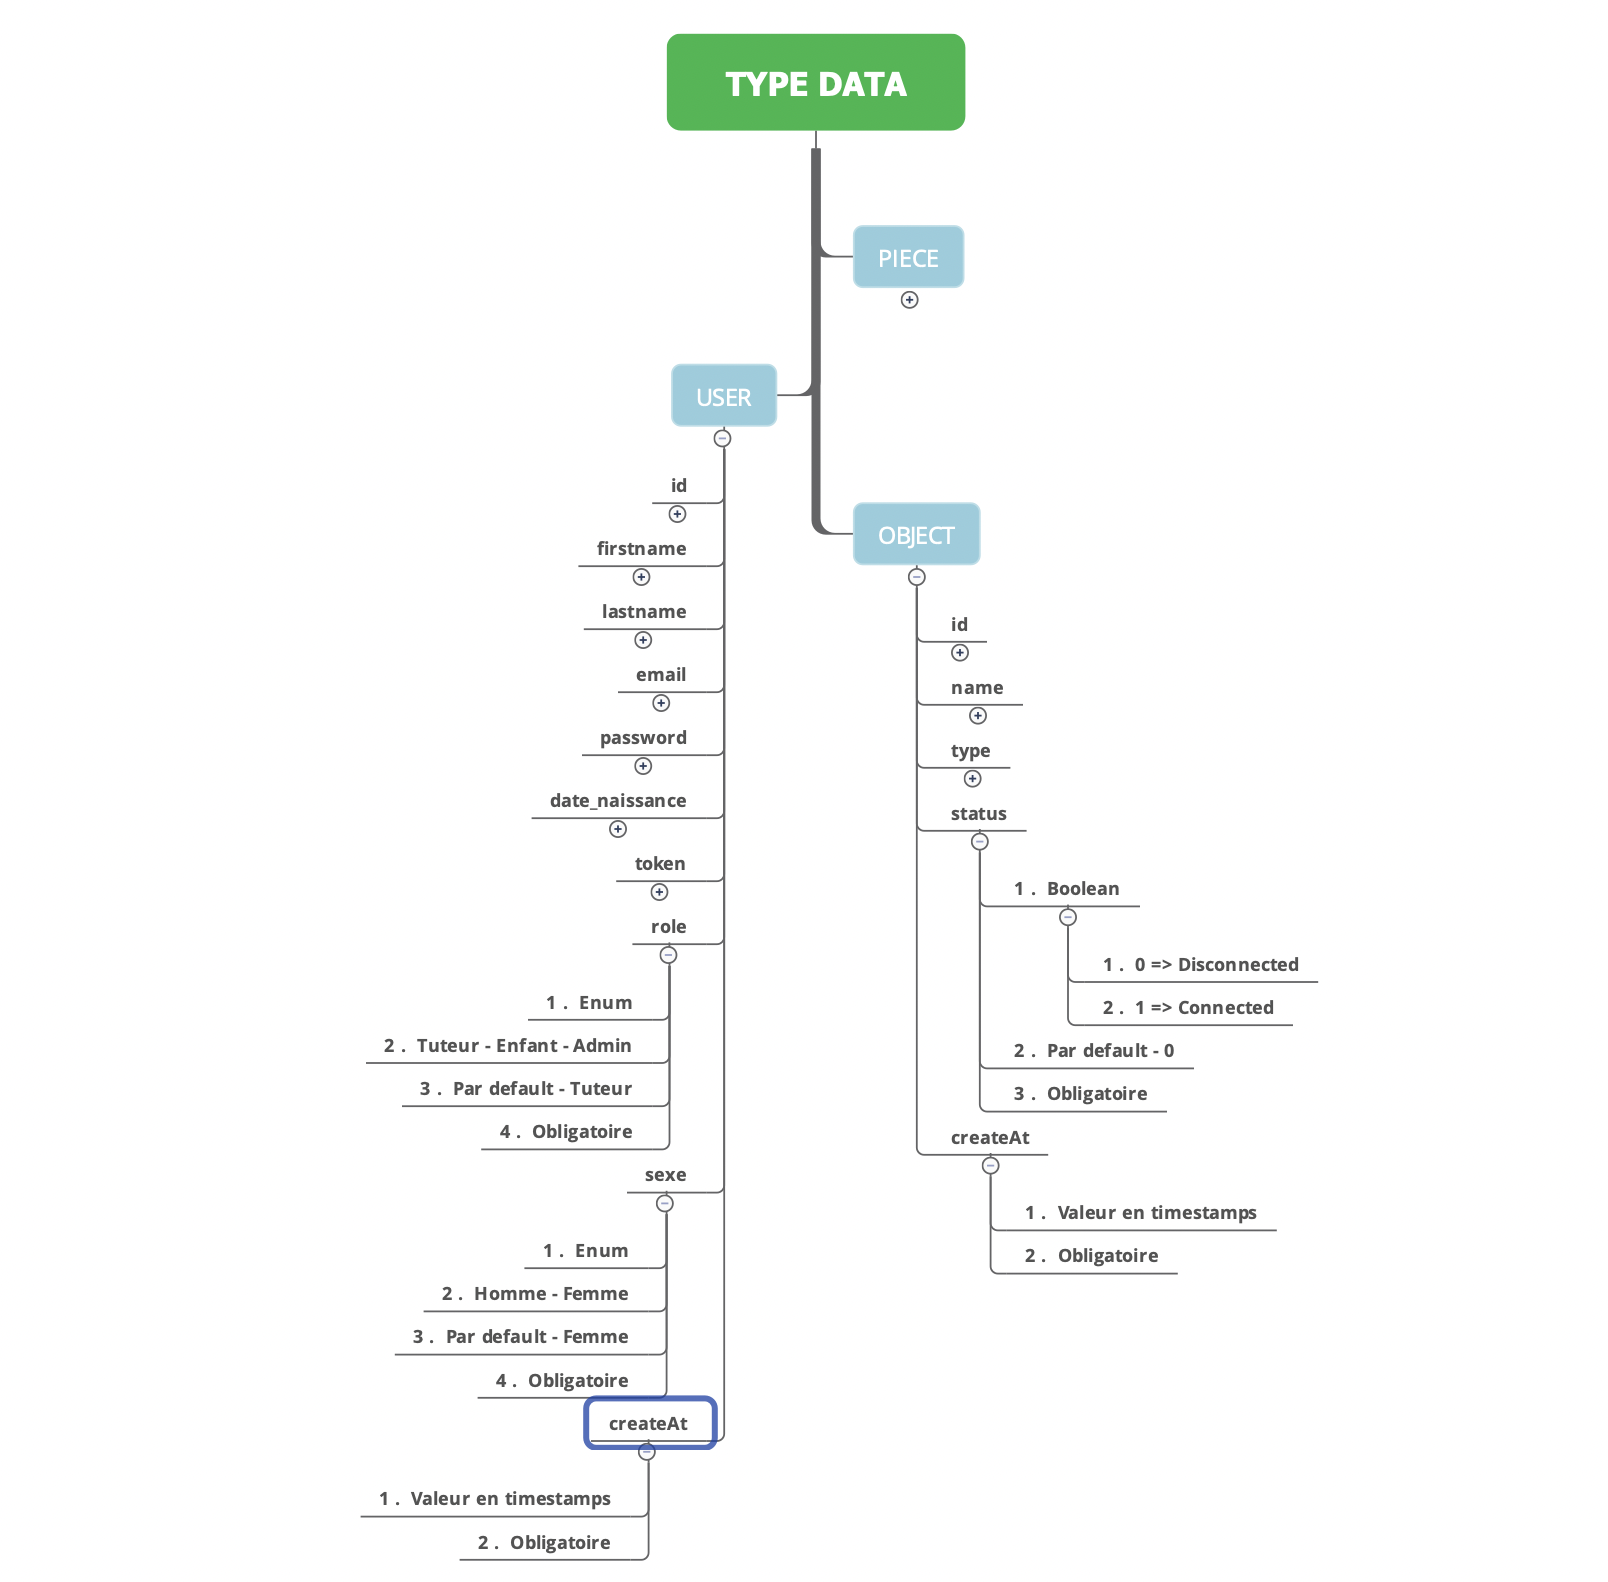 TYPE DATA
PIECE
USER
id
firstname
lastname
email
password
date_naissance
token
role
1 . Enum
2 . Tuteur - Enfant - Admin
3 . Par default - Tuteur
4 . Obligatoire
sexe
1 . Enum
2 . Homme - Femme
3 . Par default - Femme
4 . Obligatoire
createAt
1 . Valeur en timestamps
2 . Obligatoire
OBJECT
id
name
type
status
1 . Boolean
1 . 0 => Disconnected
2 . 1 => Connected
2 . Par default - 0
3 . Obligatoire
createAt
1 . Valeur en timestamps
2 . Obligatoire